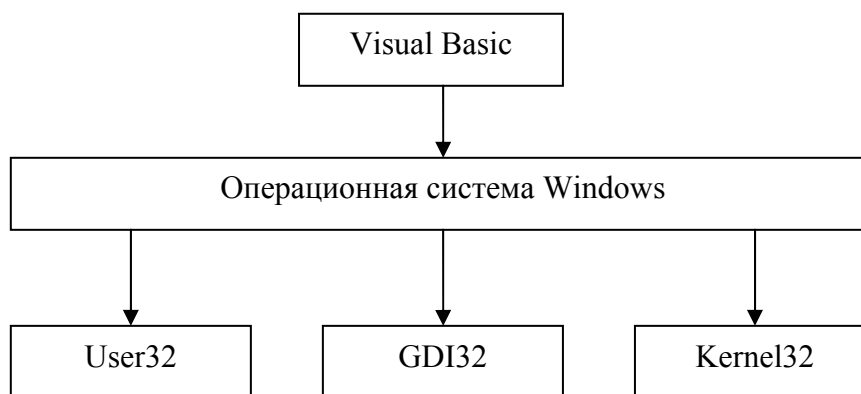 Visual Basic
Операционная система Windows
User32
GDI32
Kernel32